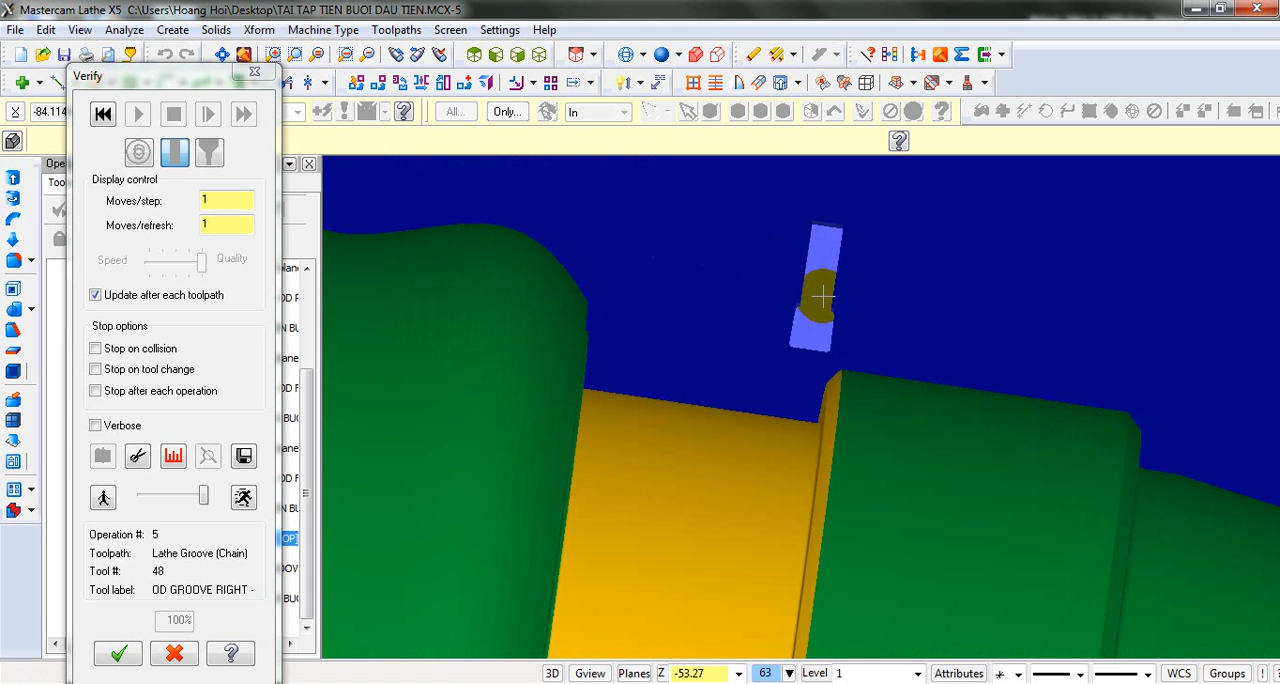 Mastercam Lathe X5 C:\Users\Hoang Hoi\Desktop\TAI TAP TIEN BUOI DAU TIEN.MCX-5
File Edit View Analyze Create Solids Xform Machine Type Toolpaths Screen Settings Help
Verify
-84.114
All... Only... In
Ope
Too
Display control
Moves/step: 1
Moves/refresh: 1
Speed Quality
Update after each toolpath
Stop options
Stop on collision
Stop on tool change
Stop after each operation
Verbose
Operation #: 5
Toolpath: Lathe Groove (Chain)
Tool #: 48
Tool label: OD GROOVE RIGHT -
100%
3D Gview Planes Z -53.27 63 Level 1 Attributes WCS Groups